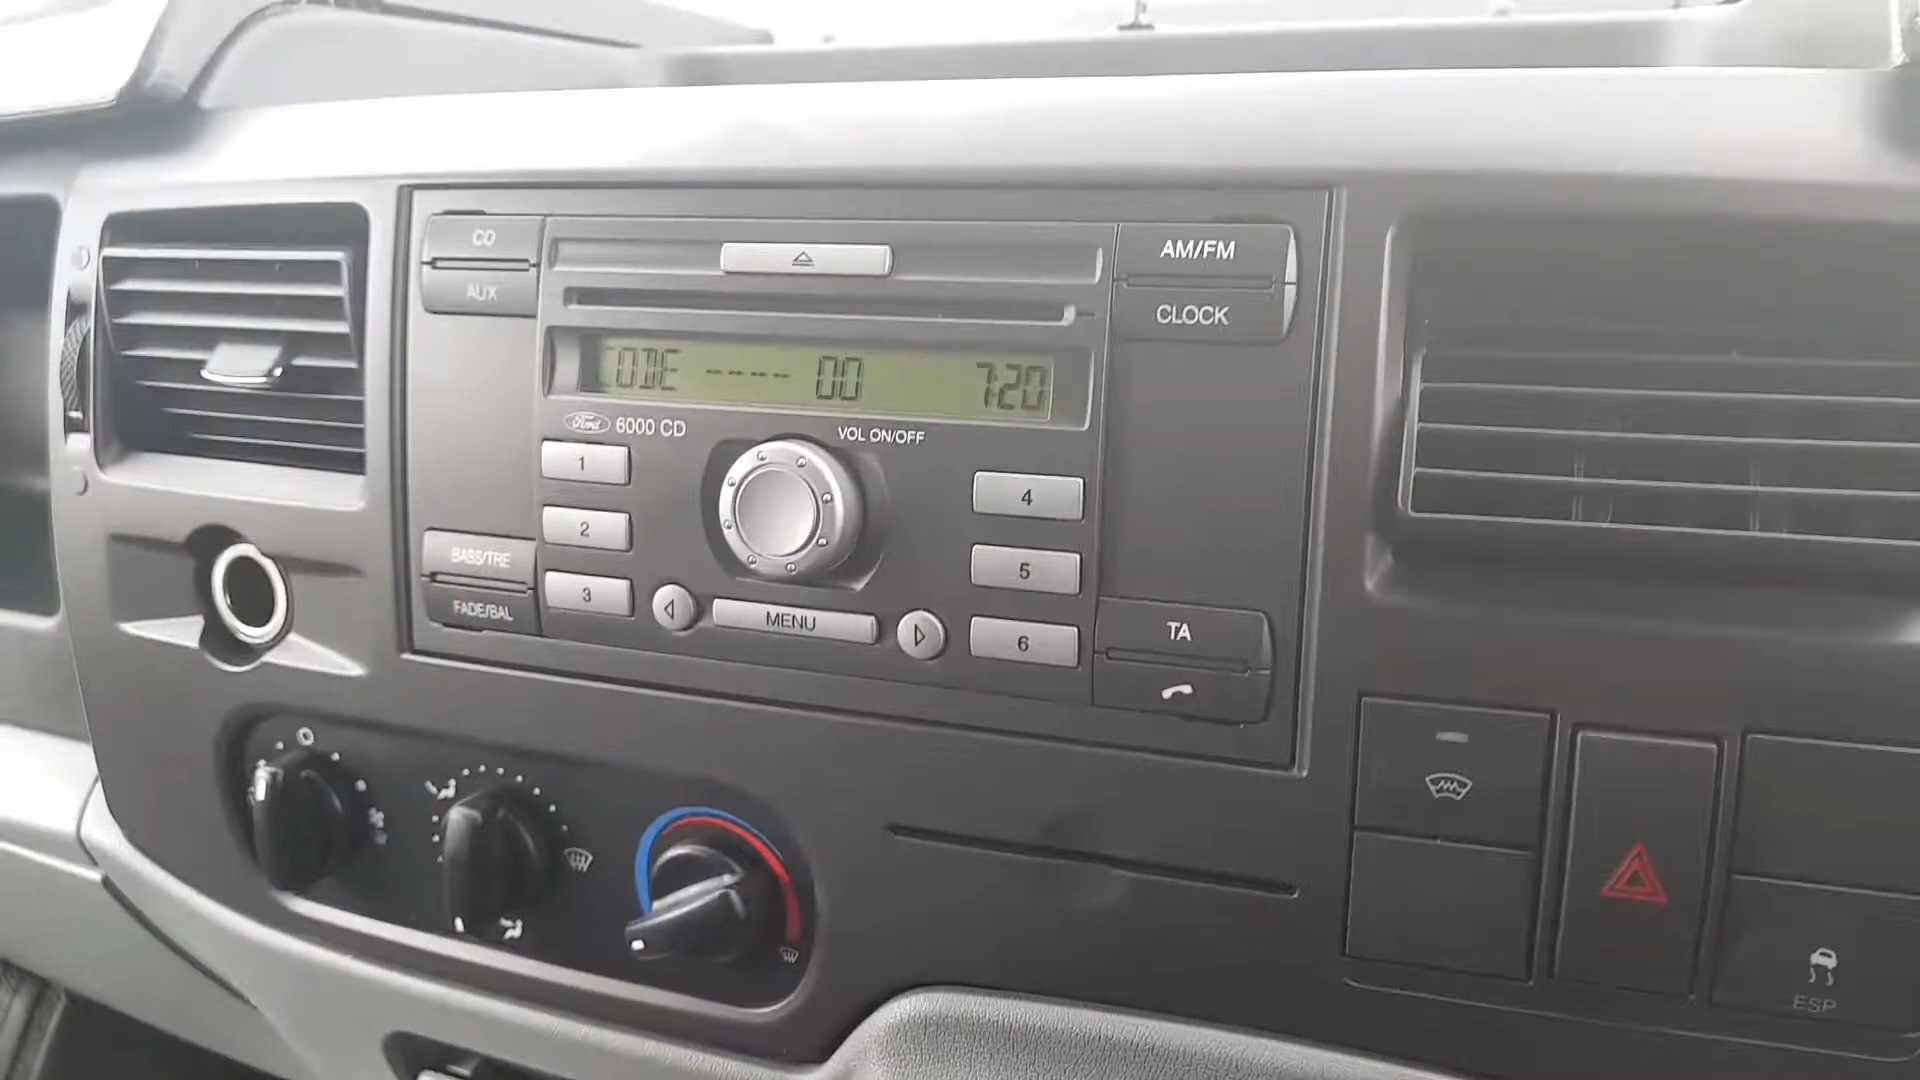 CD
AUX
AM/FM
CLOCK
CODE ---- 00 7:20
Ford 6000 CD
VOL ON/OFF
1
2
3
4
5
6
BASS/TRE
FADE/BAL
MENU
TA
ESP